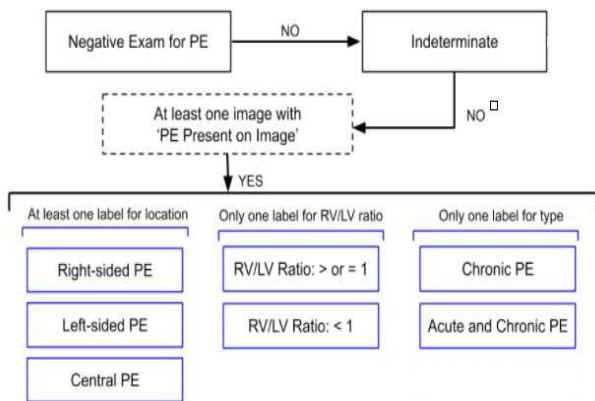 Negative Exam for PE
NO
Indeterminate
NO
At least one image with
'PE Present on Image'
YES
At least one label for location
Only one label for RV/LV ratio
Only one label for type
Right-sided PE
RV/LV Ratio: > or = 1
Chronic PE
Left-sided PE
RV/LV Ratio: < 1
Acute and Chronic PE
Central PE